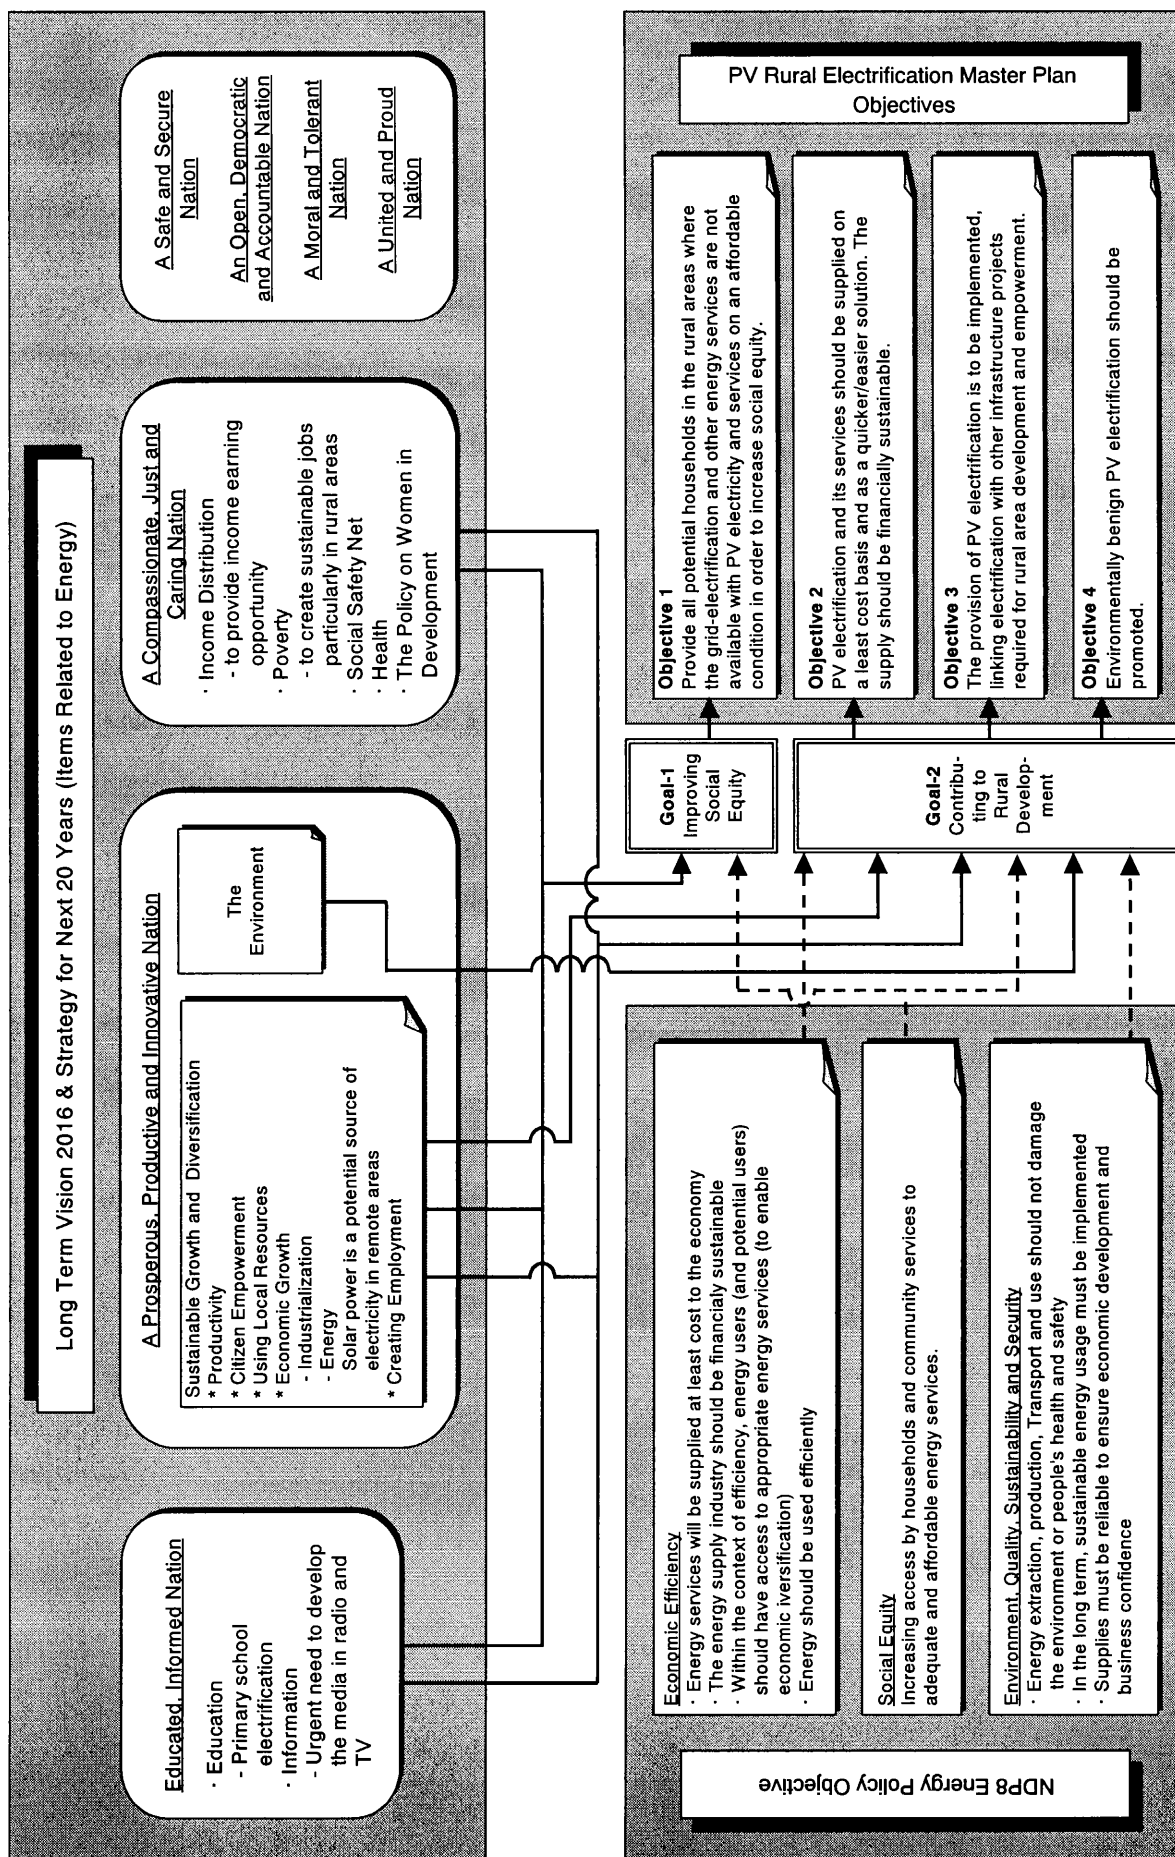 Long Term Vision 2016 & Strategy for Next 20 Years (Items Related to Energy)
Educated, Informed Nation
· Education
- Primary school
electrification
· Information
- Urgent need to develop
the media in radio and
TV
A Prosperous, Productive and Innovative Nation
Sustainable Growth and Diversification
* Productivity
* Citizen Empowerment
* Using Local Resources
* Economic Growth
- Industrialization
- Energy
Solar power is a potential source of
electricity in remote areas
* Creating Employment
The
Environment
A Compassionate, Just and
Caring Nation
· Income Distribution
- to provide income earning
opportunity
· Poverty
- to create sustainable jobs
particularly in rural areas
· Social Safety Net
· Health
· The Policy on Women in
Development
A Safe and Secure
Nation
An Open, Democratic
and Accountable Nation
A Moral and Tolerant
Nation
A United and Proud
Nation
NDP8 Energy Policy Objective
Economic Efficiency
· Energy services will be supplied at least cost to the economy
· The energy supply industry should be financialy sustainable
· Within the context of efficiency, energy users (and potential users)
should have access to appropriate energy services (to enable
economic iversification)
· Energy should be used efficiently
Social Equity
Increasing access by households and community services to
adequate and affordable energy services.
Environment, Quality, Sustainability and Security
· Energy extraction, production, Transport and use should not damage
the environment or people's health and safety
· In the long term, sustainable energy usage must be implemented
· Supplies must be reliable to ensure economic development and
business confidence
Goal-1
Improving
Social
Equity
Goal-2
Contribu-
ting to
Rural
Develop-
ment
PV Rural Electrification Master Plan
Objectives
Objective 1
Provide all potential households in the rural areas where
the grid-electrification and other energy services are not
available with PV electricity and services on an affordable
condition in order to increase social equity.
Objective 2
PV electrification and its services should be supplied on
a least cost basis and as a quicker/easier solution. The
supply should be financially sustainable.
Objective 3
The provision of PV electrification is to be implemented,
linking electrification with other infrastructure projects
required for rural area development and empowerment.
Objective 4
Environmentally benign PV electrification should be
promoted.